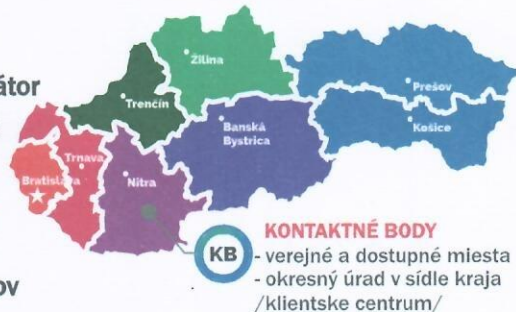 Žilina
átor
Prešov
Trenčín
Banská
Bystrica
Košice
Trnava
Bratislava
Nitra
KONTAKTNÉ BODY
KB
- verejné a dostupné miesta
- okresný úrad v sídle kraja
/klientske centrum/
ov